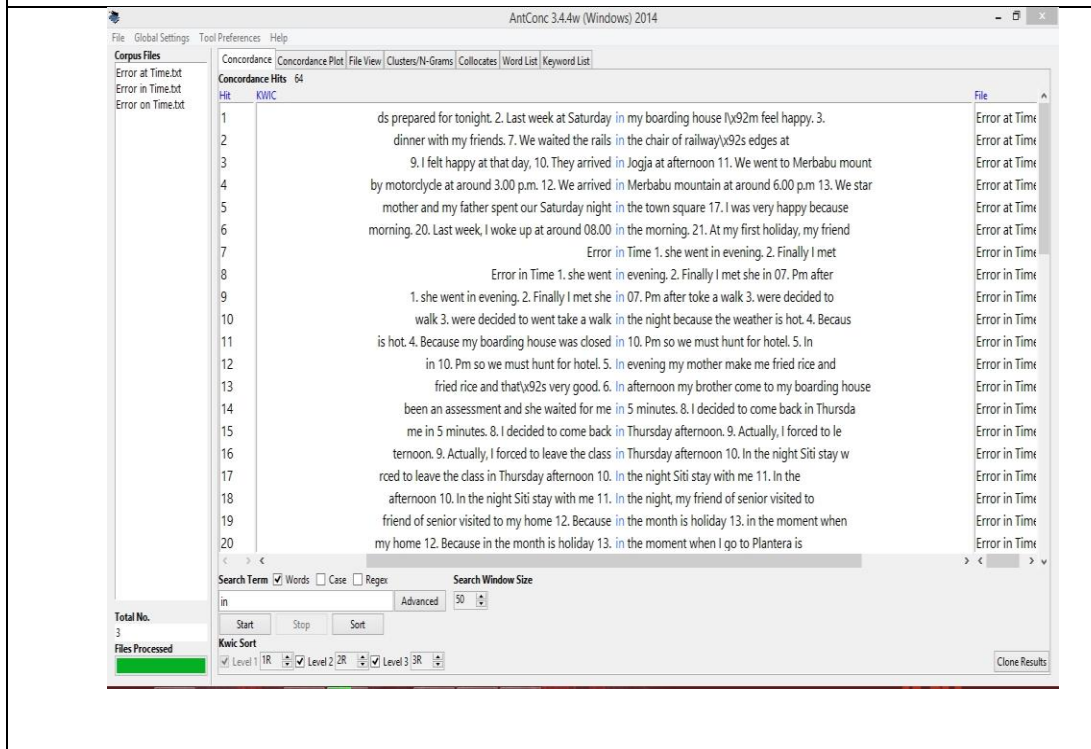 AntConc 3.4.4w (Windows) 2014
File Global Settings Tool Preferences Help
Corpus Files
Error at Time.txt
Error in Time.txt
Error on Time.txt
Concordance Concordance Plot File View Clusters/N-Grams Collocates Word List Keyword List
Concordance Hits 64
Hit KWIC File
1 ds prepared for tonight. 2. Last week at Saturday in my boarding house I\x92m feel happy. 3. Error at Time
2 dinner with my friends. 7. We waited the rails in the chair of railway\x92s edges at Error at Time
3 9. I felt happy at that day, 10. They arrived in Jogja at afternoon 11. We went to Merbabu mount Error at Time
4 by motorclycle at around 3.00 p.m. 12. We arrived in Merbabu mountain at around 6.00 p.m 13. We star Error at Time
5 mother and my father spent our Saturday night in the town square 17. I was very happy because Error at Time
6 morning. 20. Last week, I woke up at around 08.00 in the morning. 21. At my first holiday, my friend Error at Time
7 Error in Time 1. she went in evening. 2. Finally I met Error in Time
8 Error in Time 1. she went in evening. 2. Finally I met she in 07. Pm after Error in Time
9 1. she went in evening. 2. Finally I met she in 07. Pm after toke a walk 3. were decided to Error in Time
10 walk 3. were decided to went take a walk in the night because the weather is hot. 4. Becaus Error in Time
11 is hot. 4. Because my boarding house was closed in 10. Pm so we must hunt for hotel. 5. In Error in Time
12 in 10. Pm so we must hunt for hotel. 5. In evening my mother make me fried rice and Error in Time
13 fried rice and that\x92s very good. 6. In afternoon my brother come to my boarding house Error in Time
14 been an assessment and she waited for me in 5 minutes. 8. I decided to come back in Thursda Error in Time
15 me in 5 minutes. 8. I decided to come back in Thursday afternoon. 9. Actually, I forced to le Error in Time
16 ternoon. 9. Actually, I forced to leave the class in Thursday afternoon 10. In the night Siti stay w Error in Time
17 rced to leave the class in Thursday afternoon 10. In the night Siti stay with me 11. In the Error in Time
18 afternoon 10. In the night Siti stay with me 11. In the night, my friend of senior visited to Error in Time
19 friend of senior visited to my home 12. Because in the month is holiday 13. in the moment when Error in Time
20 my home 12. Because in the month is holiday 13. in the moment when I go to Plantera is Error in Time
Search Term Words Case Regex Search Window Size
in Advanced 50
Start Stop Sort
Total No.
3
Files Processed
Kwic Sort
Level 1 1R Level 2 2R Level 3 3R
Clone Results